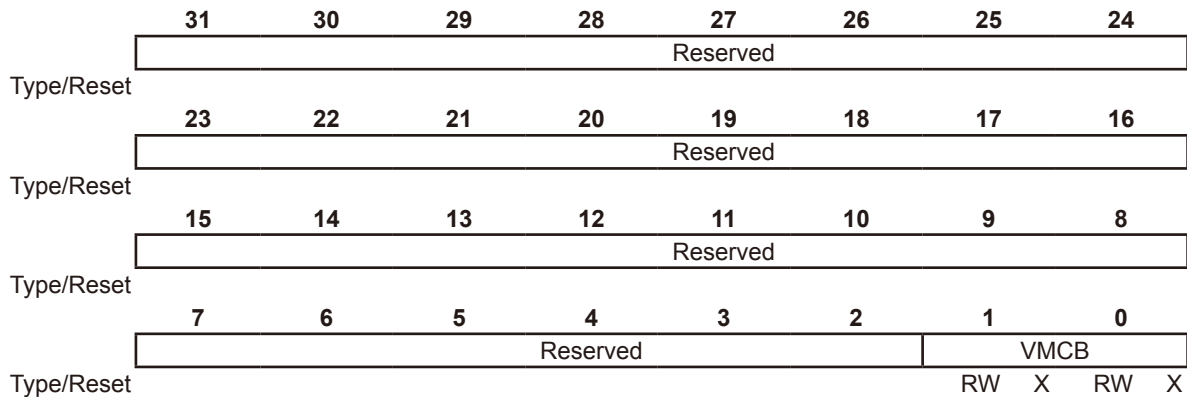 31 30 29 28 27 26 25 24
Reserved
Type/Reset
23 22 21 20 19 18 17 16
Reserved
Type/Reset
15 14 13 12 11 10 9 8
Reserved
Type/Reset
7 6 5 4 3 2 1 0
Reserved VMCB
Type/Reset RW X RW X